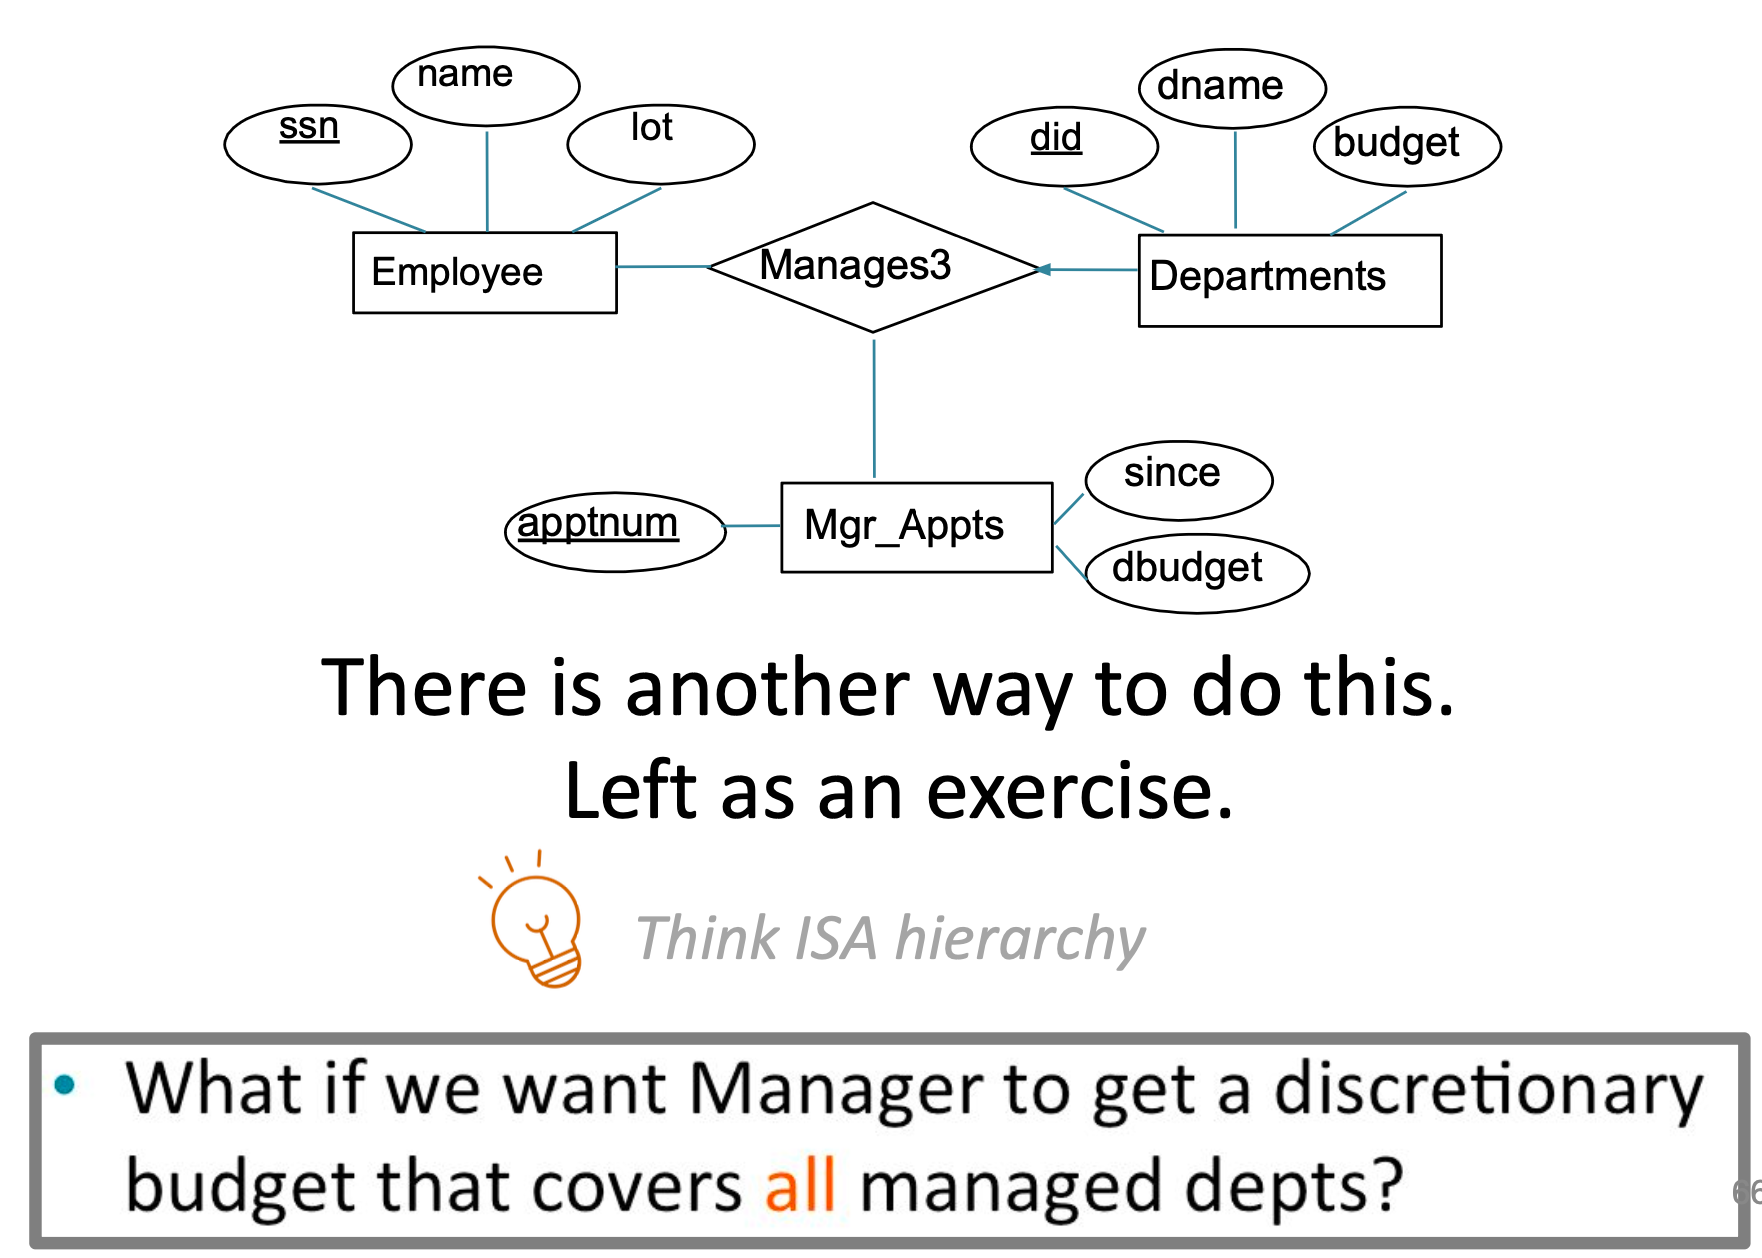 name
dname
ssn
lot
did
budget
Employee
Manages3
Departments
since
apptnum
Mgr_Appts
dbudget
There is another way to do this.
Left as an exercise.
Think ISA hierarchy
• What if we want Manager to get a discretionary
budget that covers all managed depts?
66